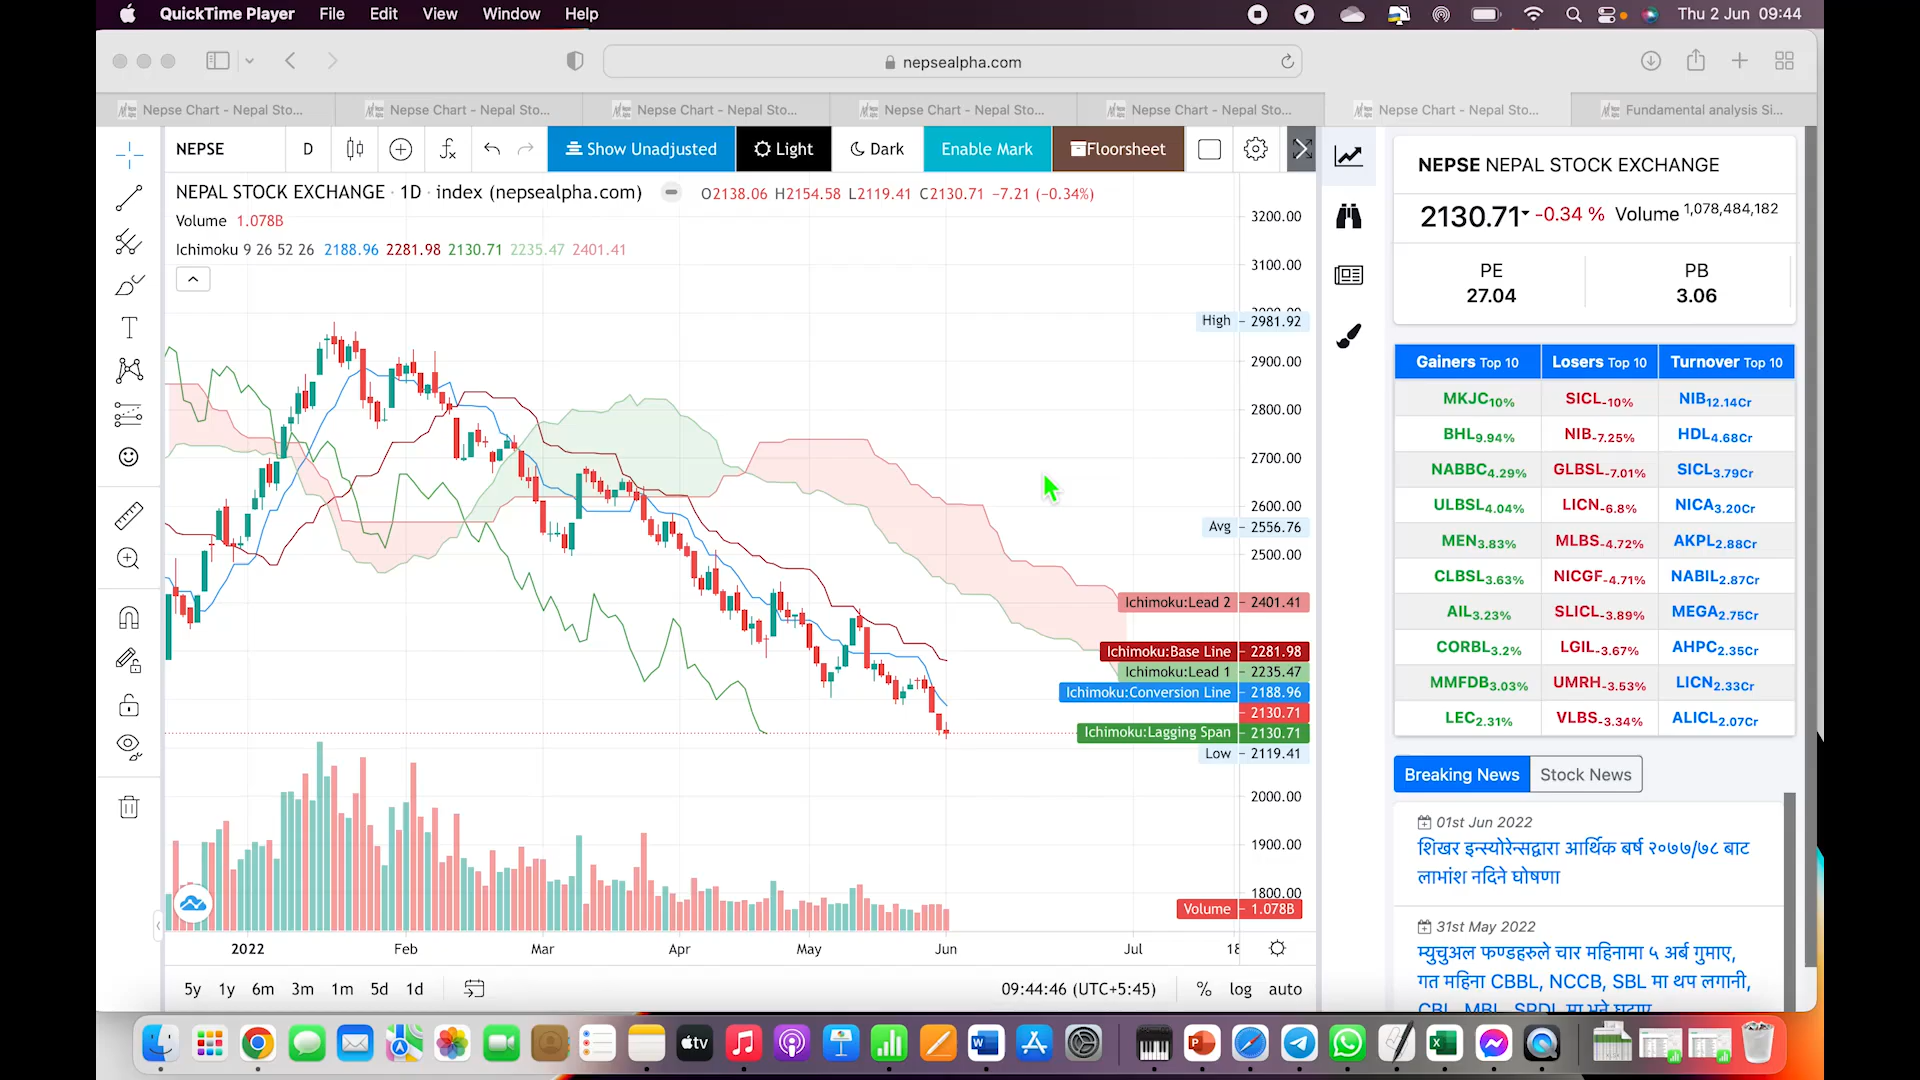 QuickTime Player File Edit View Window Help Thu 2 Jun 09:44
nepsealpha.com
Nepse Chart - Nepal Sto... Nepse Chart - Nepal Sto... Nepse Chart - Nepal Sto... Nepse Chart - Nepal Sto... Nepse Chart - Nepal Sto... Nepse Chart - Nepal Sto... Fundamental analysis Si...
NEPSE D Show Unadjusted Light Dark Enable Mark Floorsheet
NEPAL STOCK EXCHANGE · 1D · index (nepsealpha.com) O2138.06 H2154.58 L2119.41 C2130.71 −7.21 (−0.34%)
Volume 1.078B
Ichimoku 9 26 52 26 2188.96 2281.98 2130.71 2235.47 2401.41
3200.00
3100.00
High 2981.92
2900.00
2800.00
2700.00
2600.00
Avg 2556.76
2500.00
Ichimoku:Lead 2 2401.41
Ichimoku:Base Line 2281.98
Ichimoku:Lead 1 2235.47
Ichimoku:Conversion Line 2188.96
2130.71
Ichimoku:Lagging Span 2130.71
Low 2119.41
2000.00
1900.00
1800.00
Volume 1.078B
2022 Feb Mar Apr May Jun Jul 18
5y 1y 6m 3m 1m 5d 1d 09:44:46 (UTC+5:45) % log auto
NEPSE NEPAL STOCK EXCHANGE
2130.71 -0.34 % Volume 1,078,484,182
PE PB
27.04 3.06
Gainers Top 10 Losers Top 10 Turnover Top 10
MKJC10% SICL-10% NIB12.14Cr
BHL9.94% NIB-7.25% HDL4.68Cr
NABBC4.29% GLBSL-7.01% SICL3.79Cr
ULBSL4.04% LICN-6.8% NICA3.20Cr
MEN3.83% MLBS-4.72% AKPL2.88Cr
CLBSL3.63% NICGF-4.71% NABIL2.87Cr
AIL3.23% SLICL-3.89% MEGA2.75Cr
CORBL3.2% LGIL-3.67% AHPC2.35Cr
MMFDB3.03% UMRH-3.53% LICN2.33Cr
LEC2.31% VLBS-3.34% ALICL2.07Cr
Breaking News Stock News
01st Jun 2022
शिखर इन्स्योरेन्सद्वारा आर्थिक बर्ष २०७७/७८ बाट
लाभांश नदिने घोषणा
31st May 2022
म्युचुअल फण्डहरुले चार महिनामा ५ अर्ब गुमाए,
गत महिना CBBL, NCCB, SBL मा थप लगानी,
tv